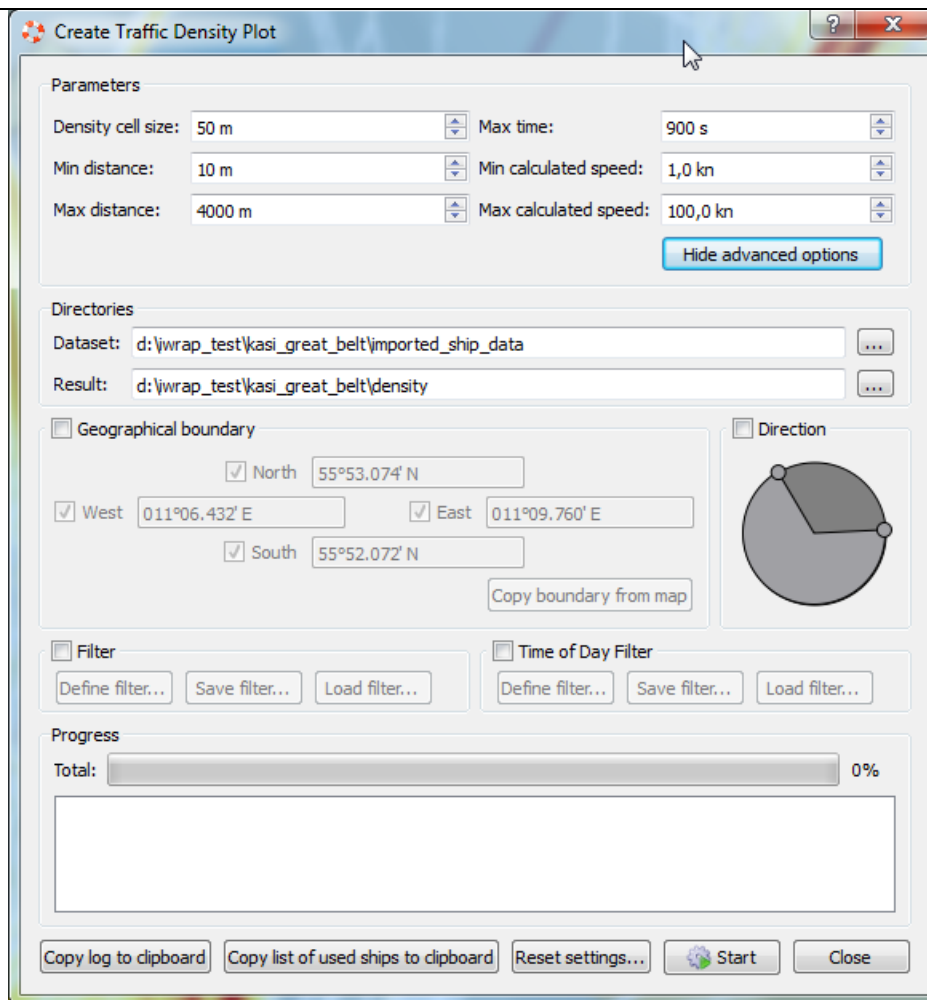 Create Traffic Density Plot
?
X
Parameters
Density cell size: 50 m Max time: 900 s
Min distance: 10 m Min calculated speed: 1,0 kn
Max distance: 4000 m Max calculated speed: 100,0 kn
Hide advanced options
Directories
Dataset: d:\iwrap_test\kasi_great_belt\imported_ship_data ...
Result: d:\iwrap_test\kasi_great_belt\density ...
Geographical boundary
North 55°53.074' N
West 011°06.432' E East 011°09.760' E
South 55°52.072' N
Copy boundary from map
Direction
Filter
Define filter... Save filter... Load filter...
Time of Day Filter
Define filter... Save filter... Load filter...
Progress
Total: 0%
Copy log to clipboard Copy list of used ships to clipboard Reset settings... Start Close